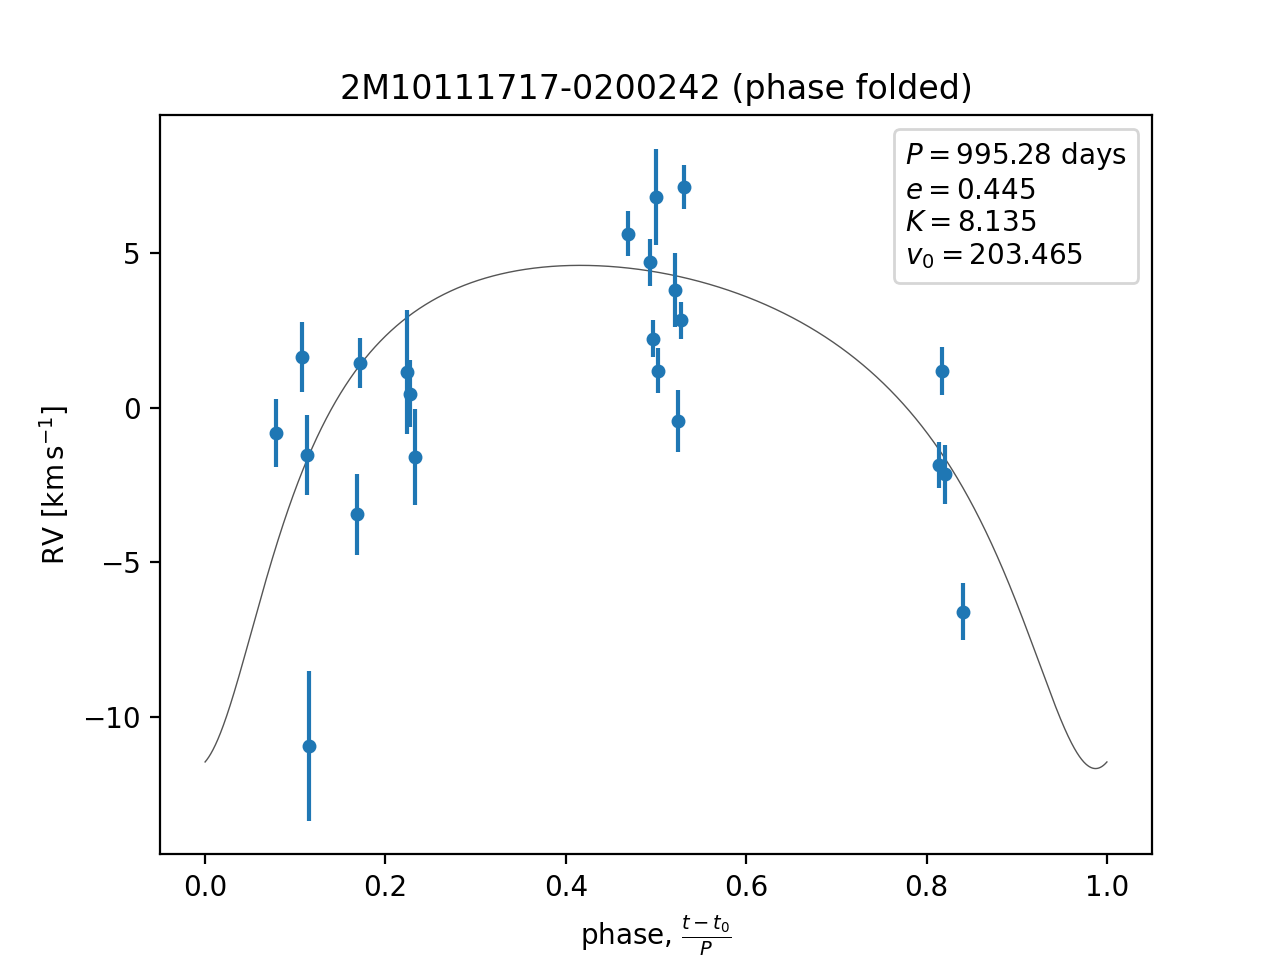 2M10111717-0200242 (phase folded)
P = 995.28 days
e = 0.445
K = 8.135
v₀ = 203.465
RV [km s⁻¹]
5
0
−5
−10
0.0 0.2 0.4 0.6 0.8 1.0
phase, (t − t₀)/P